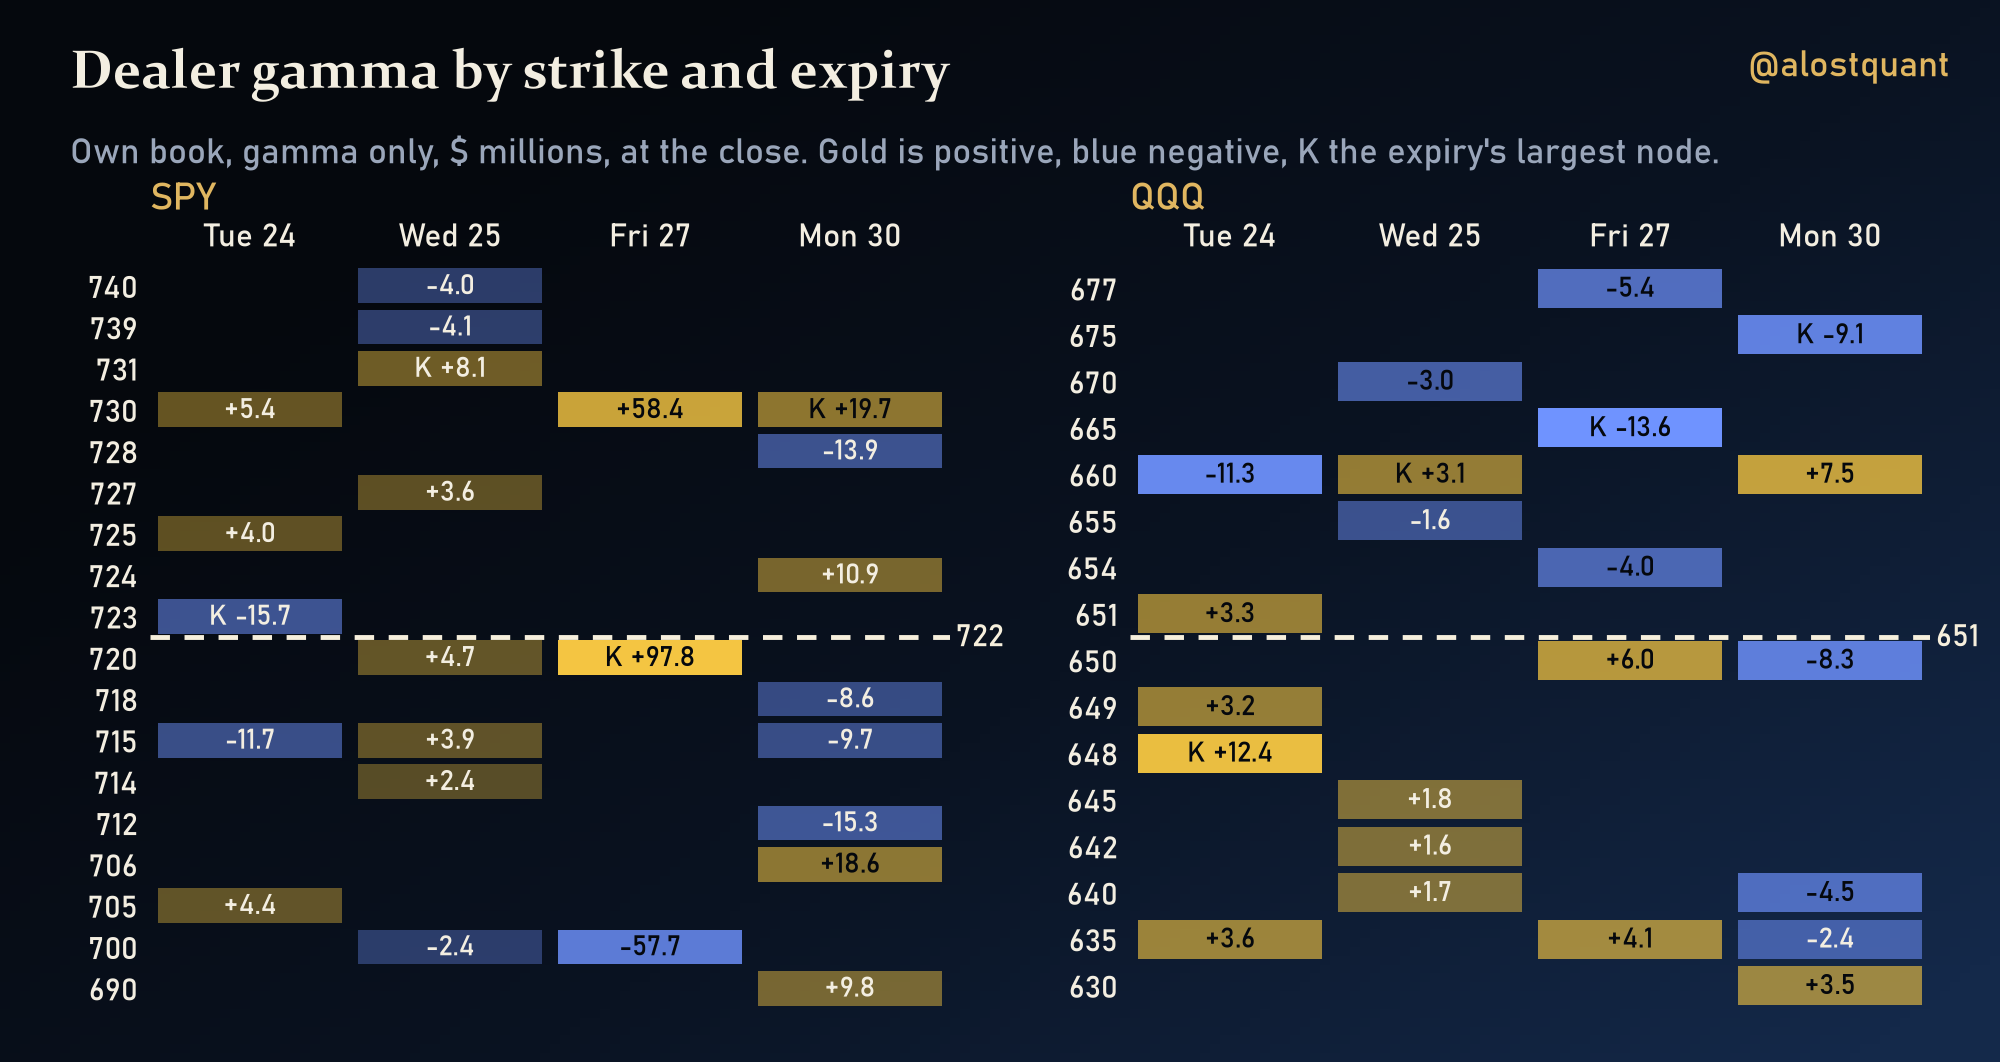 Dealer gamma by strike and expiry
@alostquant
Own book, gamma only, $ millions, at the close. Gold is positive, blue negative, K the expiry's largest node.
SPY
Tue 24 Wed 25 Fri 27 Mon 30
740 -4.0
739 -4.1
731 K +8.1
730 +5.4 +58.4 K +19.7
728 -13.9
727 +3.6
725 +4.0
724 +10.9
723 K -15.7
722
720 +4.7 K +97.8
718 -8.6
715 -11.7 +3.9 -9.7
714 +2.4
712 -15.3
706 +18.6
705 +4.4
700 -2.4 -57.7
690 +9.8
QQQ
Tue 24 Wed 25 Fri 27 Mon 30
677 -5.4
675 K -9.1
670 -3.0
665 K -13.6
660 -11.3 K +3.1 +7.5
655 -1.6
654 -4.0
651 +3.3
651
650 +6.0 -8.3
649 +3.2
648 K +12.4
645 +1.8
642 +1.6
640 +1.7 -4.5
635 +3.6 +4.1 -2.4
630 +3.5